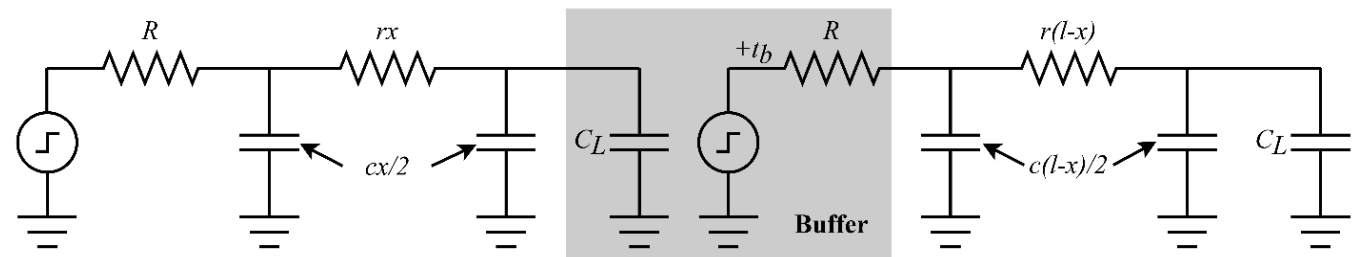 R
rx
+t_b
R
r(l-x)
cx/2
C_L
c(l-x)/2
C_L
Buffer